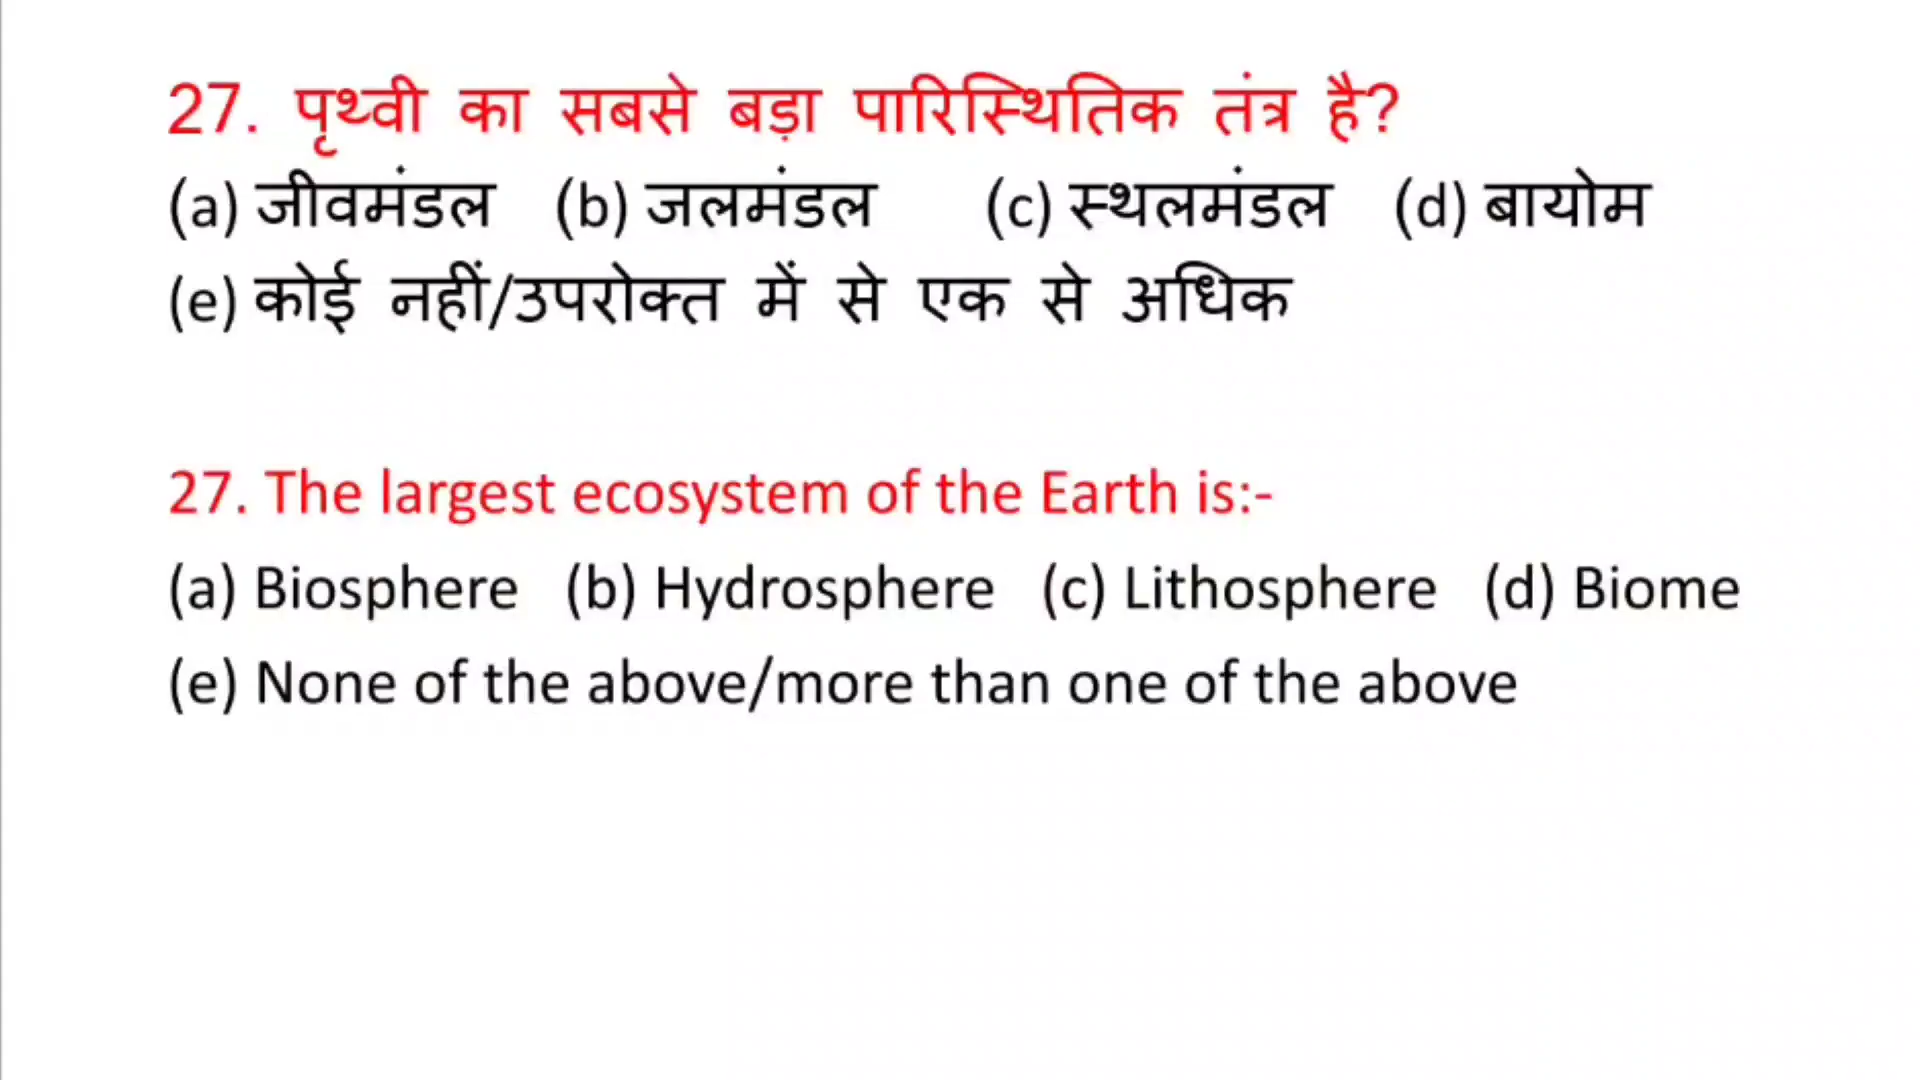 27. पृथ्वी का सबसे बड़ा पारिस्थितिक तंत्र है?
(a) जीवमंडल (b) जलमंडल (c) स्थलमंडल (d) बायोम
(e) कोई नहीं/उपरोक्त में से एक से अधिक
27. The largest ecosystem of the Earth is:-
(a) Biosphere (b) Hydrosphere (c) Lithosphere (d) Biome
(e) None of the above/more than one of the above